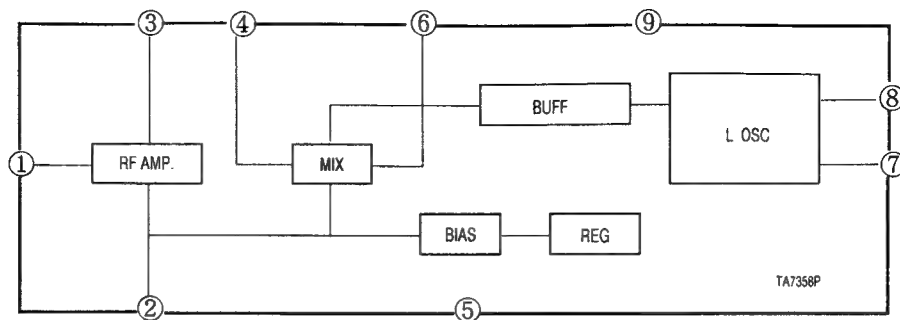 ③ ④ ⑥ ⑨
BUFF
L OSC
⑧
① RF AMP. MIX ⑦
BIAS REG
TA7358P
② ⑤